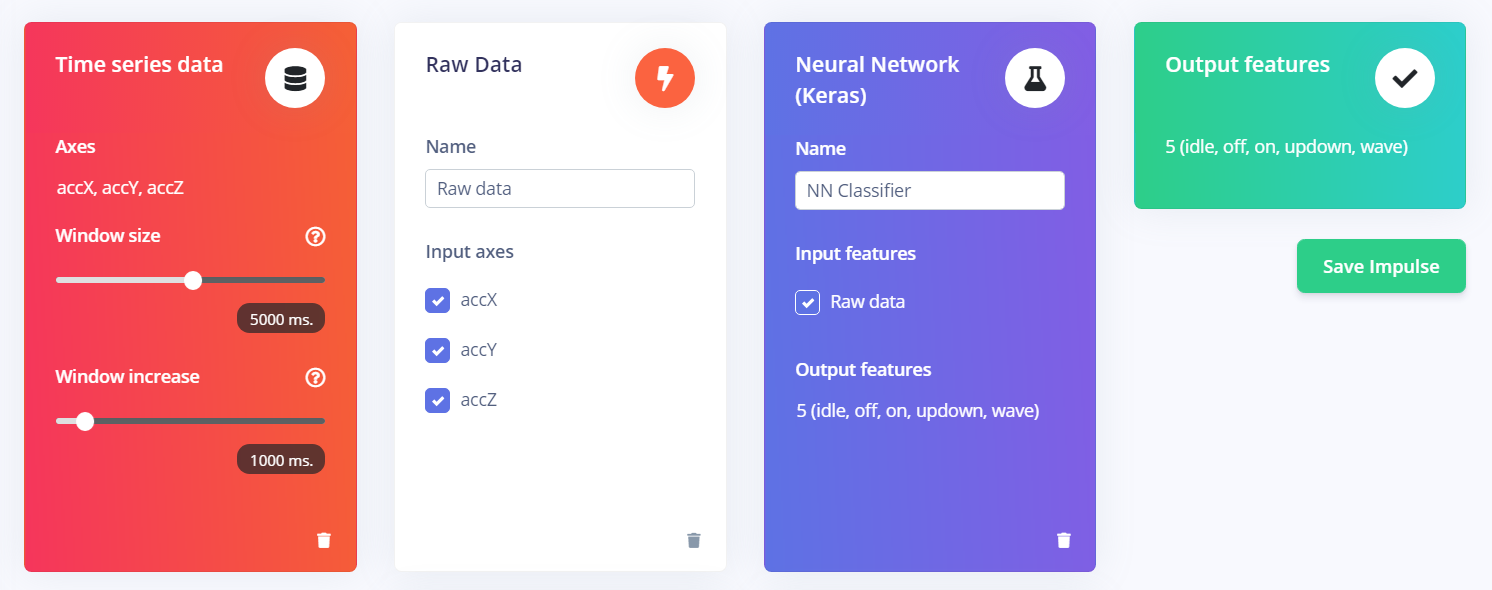 Time series data
Axes
accX, accY, accZ
Window size
5000 ms.
Window increase
1000 ms.
Raw Data
Name
Raw data
Input axes
accX
accY
accZ
Neural Network
(Keras)
Name
NN Classifier
Input features
Raw data
Output features
5 (idle, off, on, updown, wave)
Output features
5 (idle, off, on, updown, wave)
Save Impulse